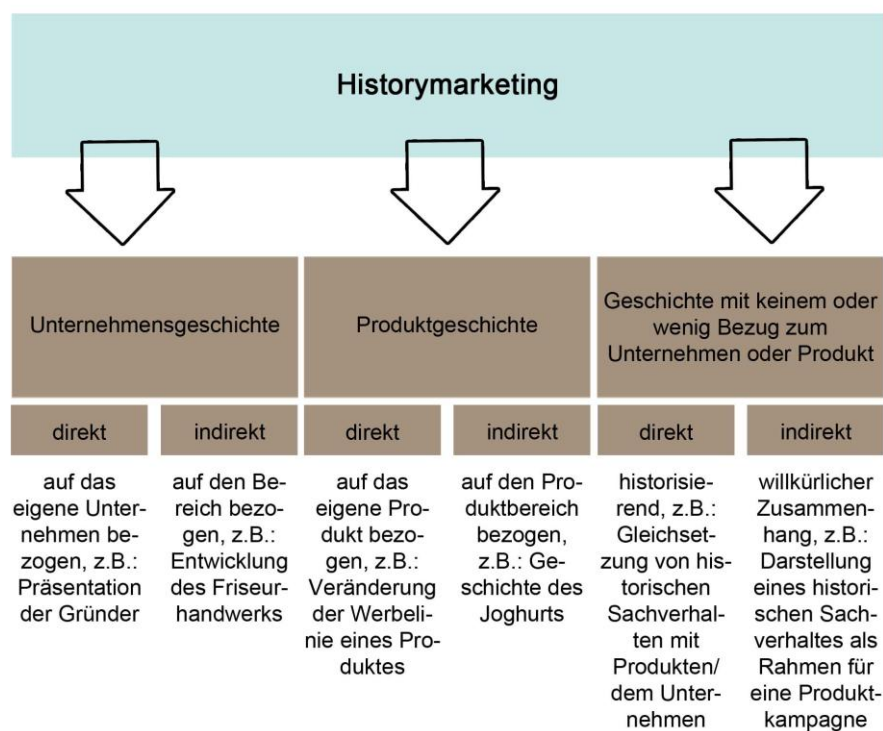 Historymarketing
Unternehmensgeschichte
Produktgeschichte
Geschichte mit keinem oder
wenig Bezug zum
Unternehmen oder Produkt
direkt
indirekt
direkt
indirekt
direkt
indirekt
auf das
eigene Unter-
nehmen be-
zogen, z.B.:
Präsentation
der Gründer
auf den Be-
reich bezo-
gen, z.B.:
Entwicklung
des Friseur-
handwerks
auf das
eigene Pro-
dukt bezo-
gen, z.B.:
Veränderung
der Werbeli-
nie eines Pro-
duktes
auf den Pro-
duktbereich
bezogen,
z.B.: Ge-
schichte des
Joghurts
historisie-
rend, z.B.:
Gleichset-
zung von his-
torischen
Sachverhal-
ten mit
Produkten/
dem Unter-
nehmen
willkürlicher
Zusammen-
hang, z.B.:
Darstellung
eines histori-
schen Sach-
verhaltes als
Rahmen für
eine Produkt-
kampagne